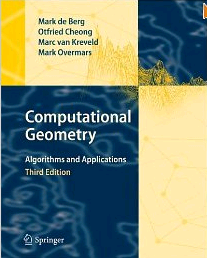 Mark de Berg
Otfried Cheong
Marc van Kreveld
Mark Overmars
Computational
Geometry
Algorithms and Applications
Third Edition
Springer